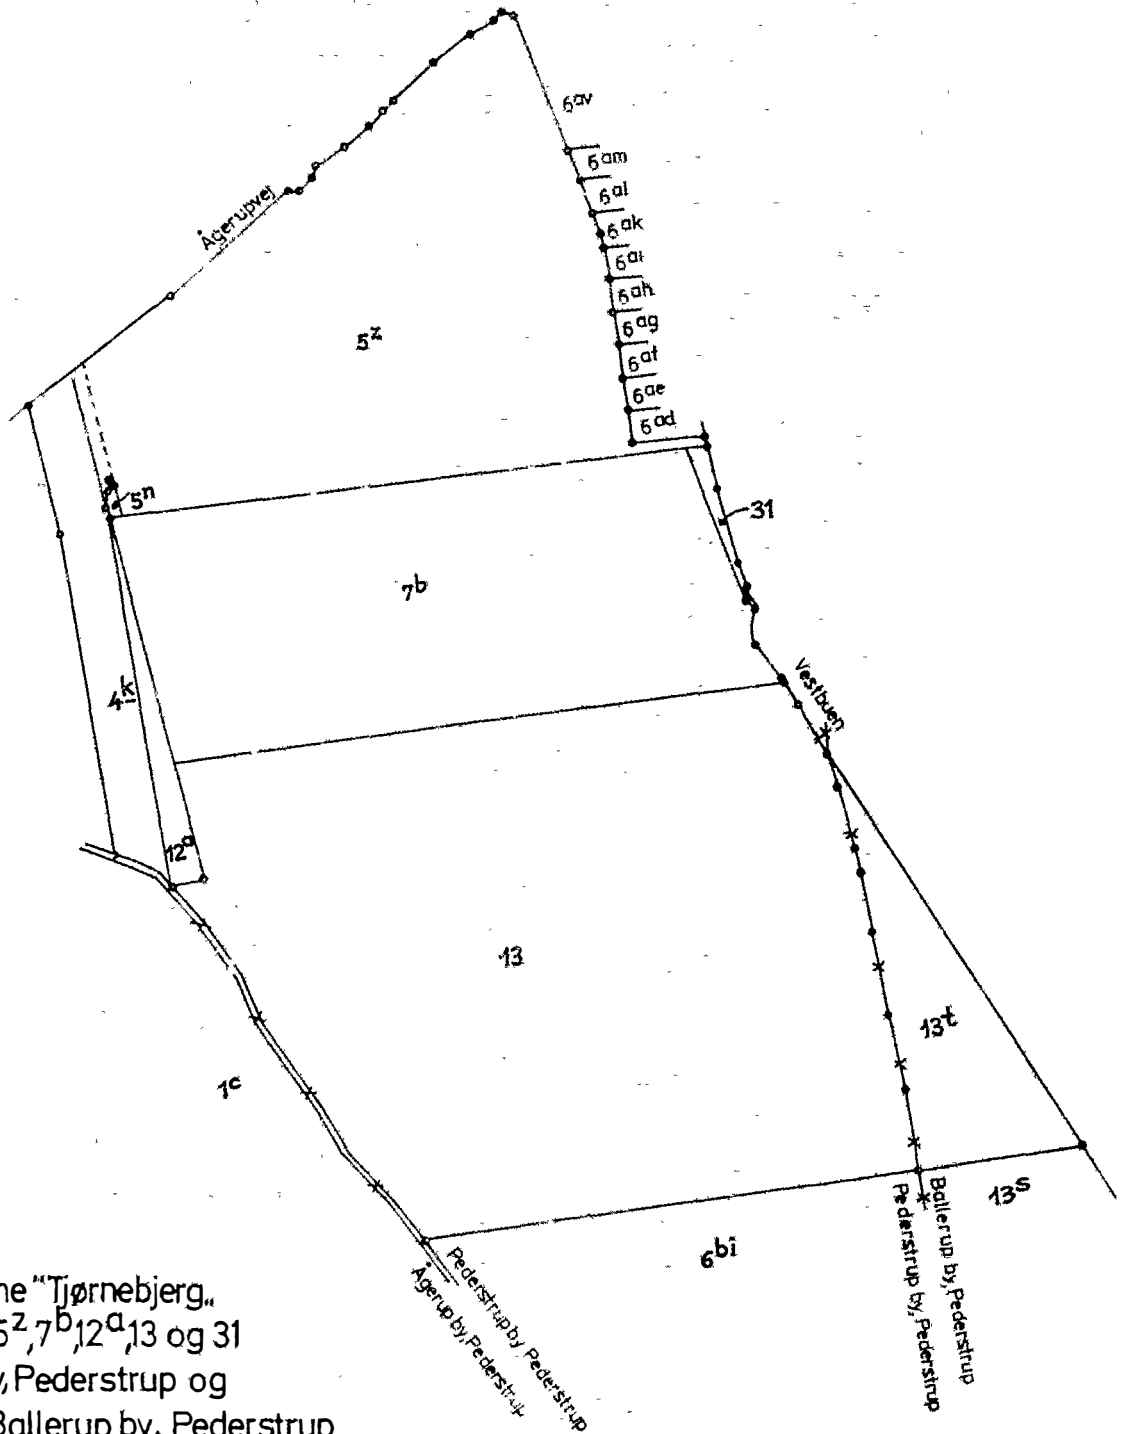 6av
6am
6al
6ak
6ai
6ah
6ag
6af
6ae
6ad
Ågerupvej
5z
5n
31
7b
4k
Vestbuen
12a
13
13t
1c
13s
6bi
Pederstrup by, Pederstrup
Ågerup by, Pederstrup
Ballerup by, Pederstrup
Pederstrup by, Pederstrup
ne "Tjørnebjerg„
5z, 7b, 12a, 13 og 31
, Pederstrup og
Ballerup by, Pederstrup